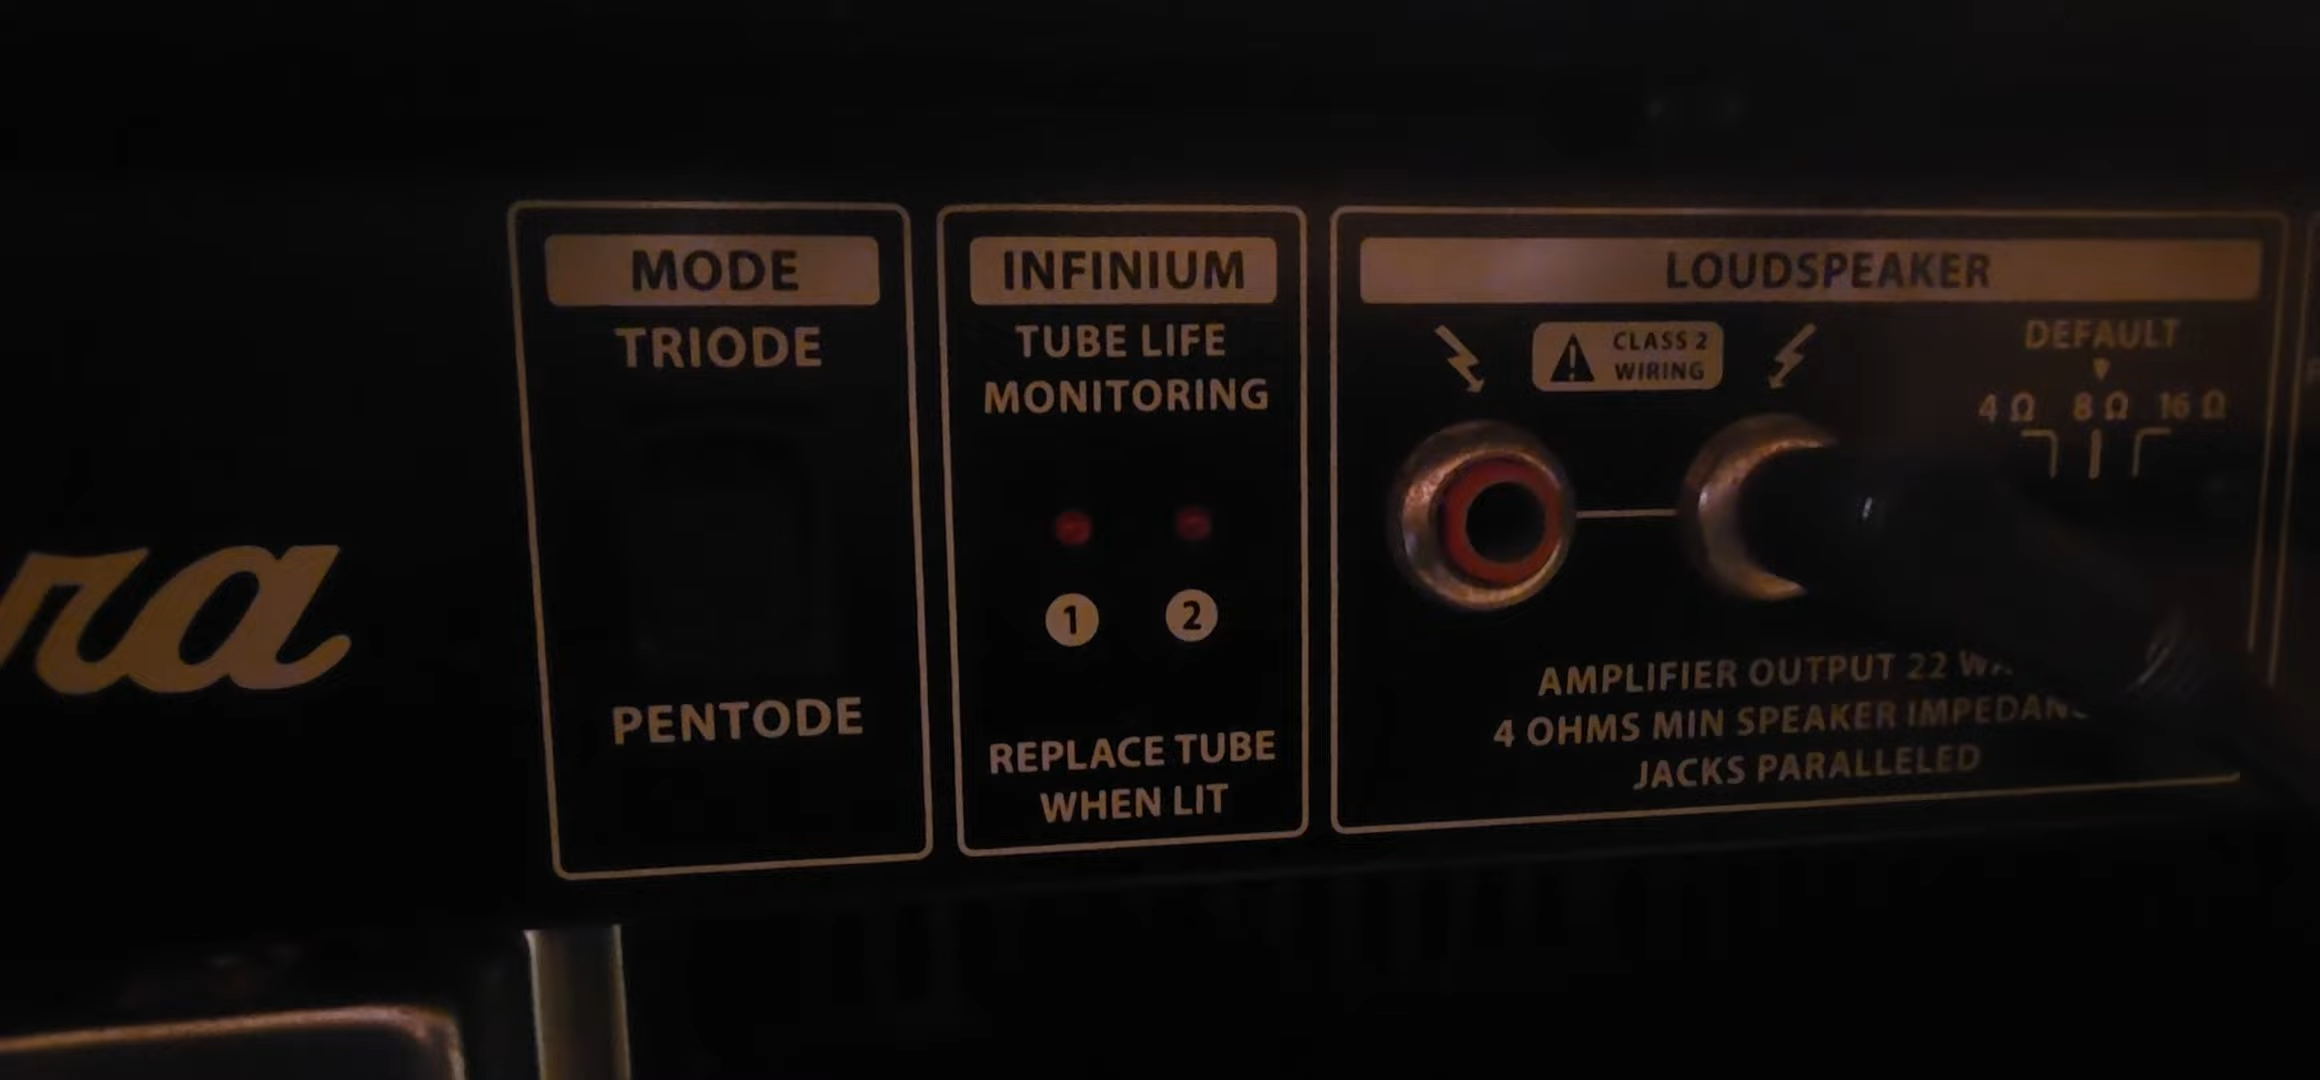 MODE
TRIODE
PENTODE
INFINIUM
TUBE LIFE
MONITORING
1 2
REPLACE TUBE
WHEN LIT
LOUDSPEAKER
CLASS 2
WIRING
DEFAULT
4 Ω 8 Ω 16 Ω
AMPLIFIER OUTPUT 22
4 OHMS MIN SPEAKER
JACKS PARALLELED